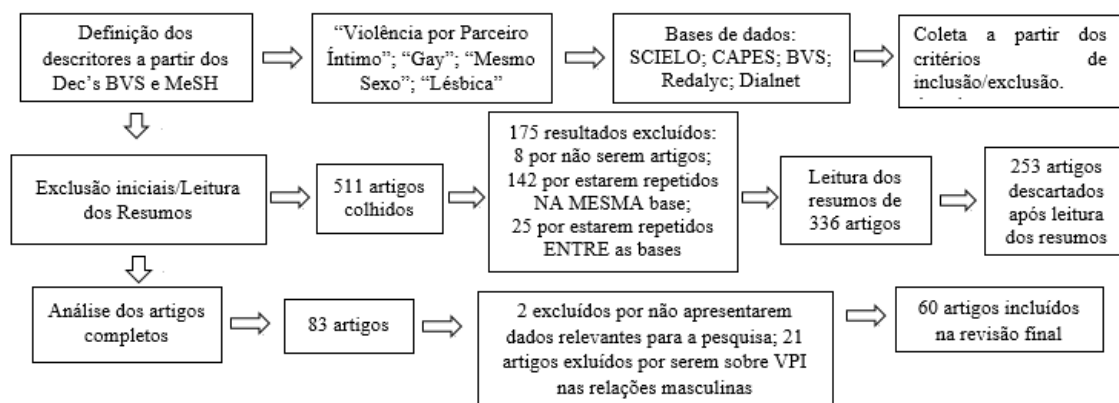 Definição dos
descritores a partir dos
Dec's BVS e MeSH
“Violência por Parceiro
Íntimo”; “Gay”; “Mesmo
Sexo”; “Lésbica”
Bases de dados:
SCIELO; CAPES; BVS;
Redalyc; Dialnet
Coleta a partir dos
critérios de
inclusão/exclusão.
Exclusão iniciais/Leitura
dos Resumos
511 artigos
colhidos
175 resultados excluídos:
8 por não serem artigos;
142 por estarem repetidos
NA MESMA base;
25 por estarem repetidos
ENTRE as bases
Leitura dos
resumos de
336 artigos
253 artigos
descartados
após leitura
dos resumos
Análise dos artigos
completos
83 artigos
2 excluídos por não apresentarem
dados relevantes para a pesquisa; 21
artigos exluídos por serem sobre VPI
nas relações masculinas
60 artigos incluídos
na revisão final